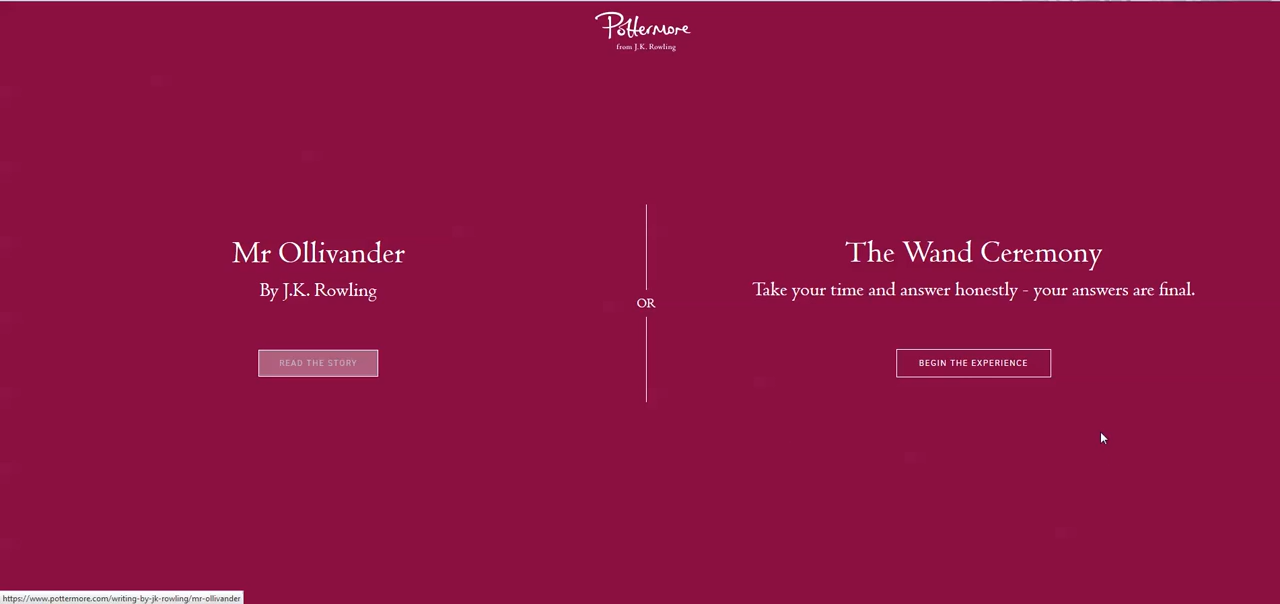 Pottermore
from J.K. Rowling
Mr Ollivander
By J.K. Rowling
READ THE STORY
OR
The Wand Ceremony
Take your time and answer honestly - your answers are final.
BEGIN THE EXPERIENCE
https://www.pottermore.com/writing-by-jk-rowling/mr-ollivander